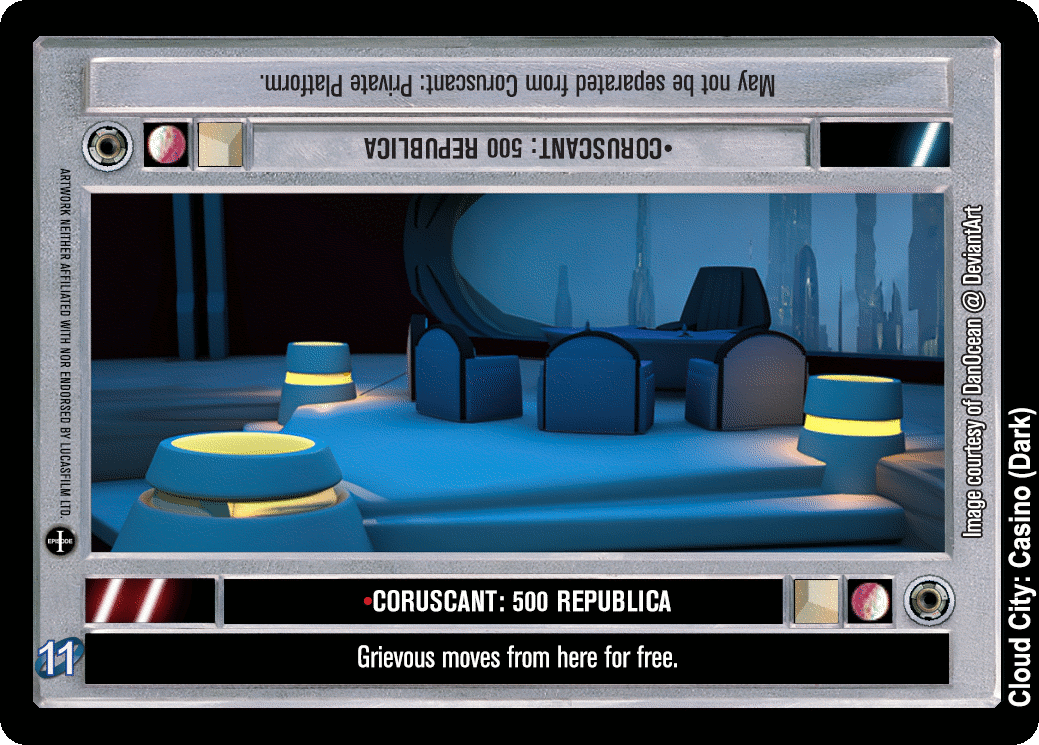 May not be separated from Coruscant: Private Platform.
•CORUSCANT: 500 REPUBLICA
ARTWORK NEITHER AFFILIATED WITH NOR ENDORSED BY LUCASFILM LTD.
Image courtesy of DanOcean @ DeviantArt
EPISODE I
•CORUSCANT: 500 REPUBLICA
11
Grievous moves from here for free.
Cloud City: Casino (Dark)